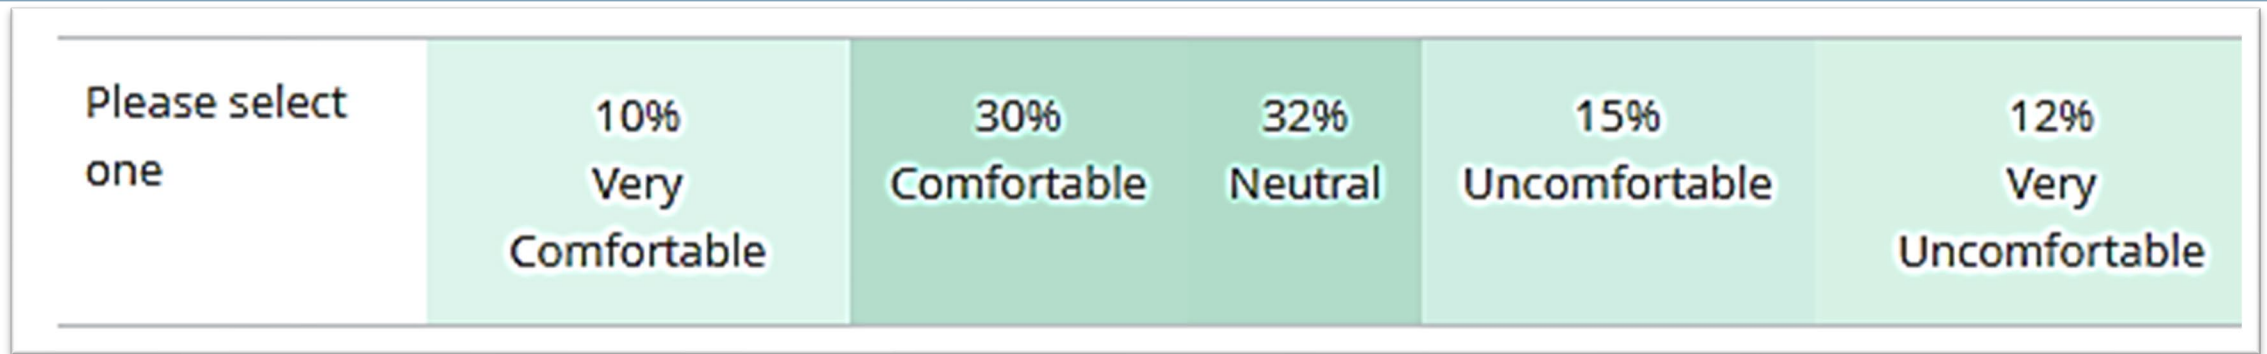 Please select
one
10%
Very
Comfortable
30%
Comfortable
32%
Neutral
15%
Uncomfortable
12%
Very
Uncomfortable